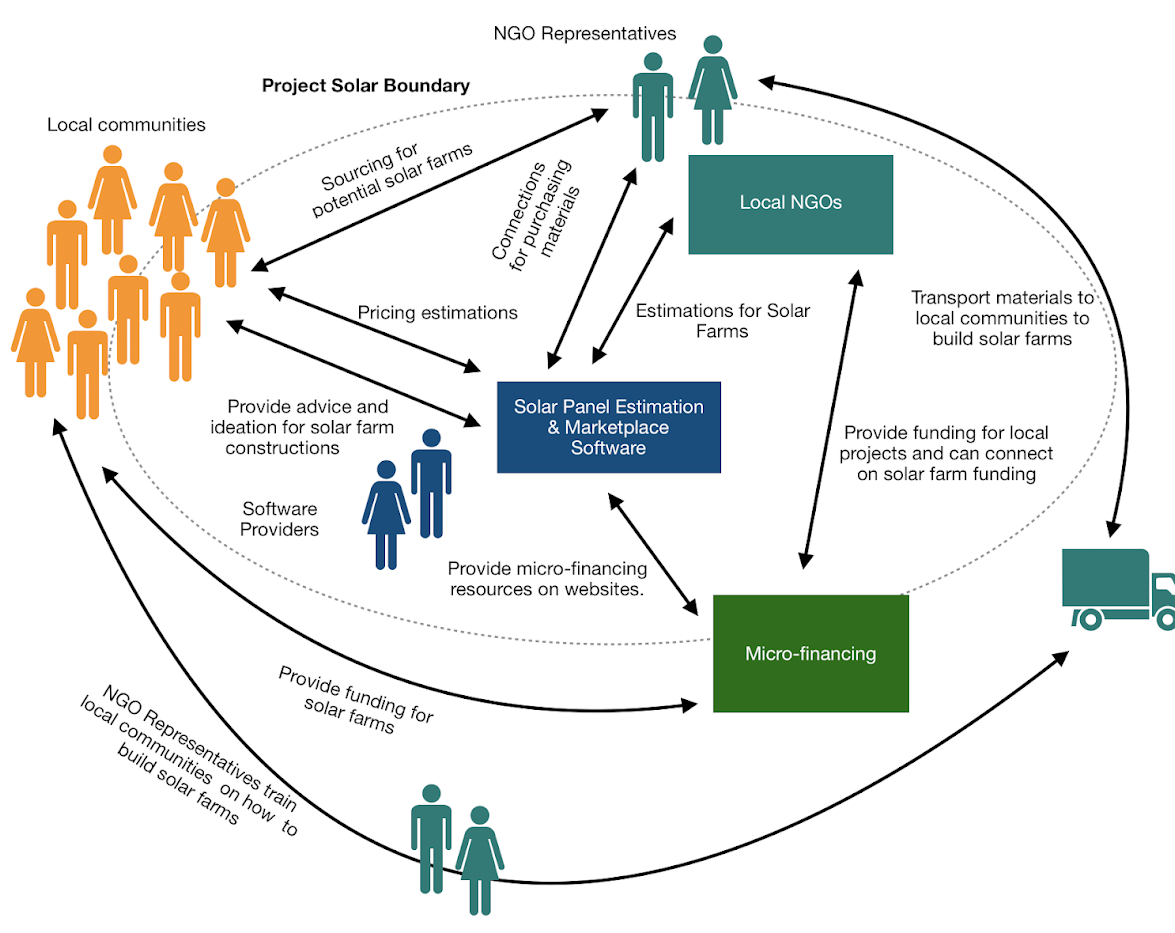 NGO Representatives
Project Solar Boundary
Local communities
Sourcing for
potential solar farms
Connections
for purchasing
materials
Local NGOs
Pricing estimations
Estimations for Solar
Farms
Transport materials to
local communities to
build solar farms
Solar Panel Estimation
& Marketplace
Software
Provide advice and
ideation for solar farm
constructions
Provide funding for local
projects and can connect
on solar farm funding
Software
Providers
Provide micro-financing
resources on websites.
Micro-financing
Provide funding for
solar farms
NGO Representatives train
local communities on how to
build solar farms